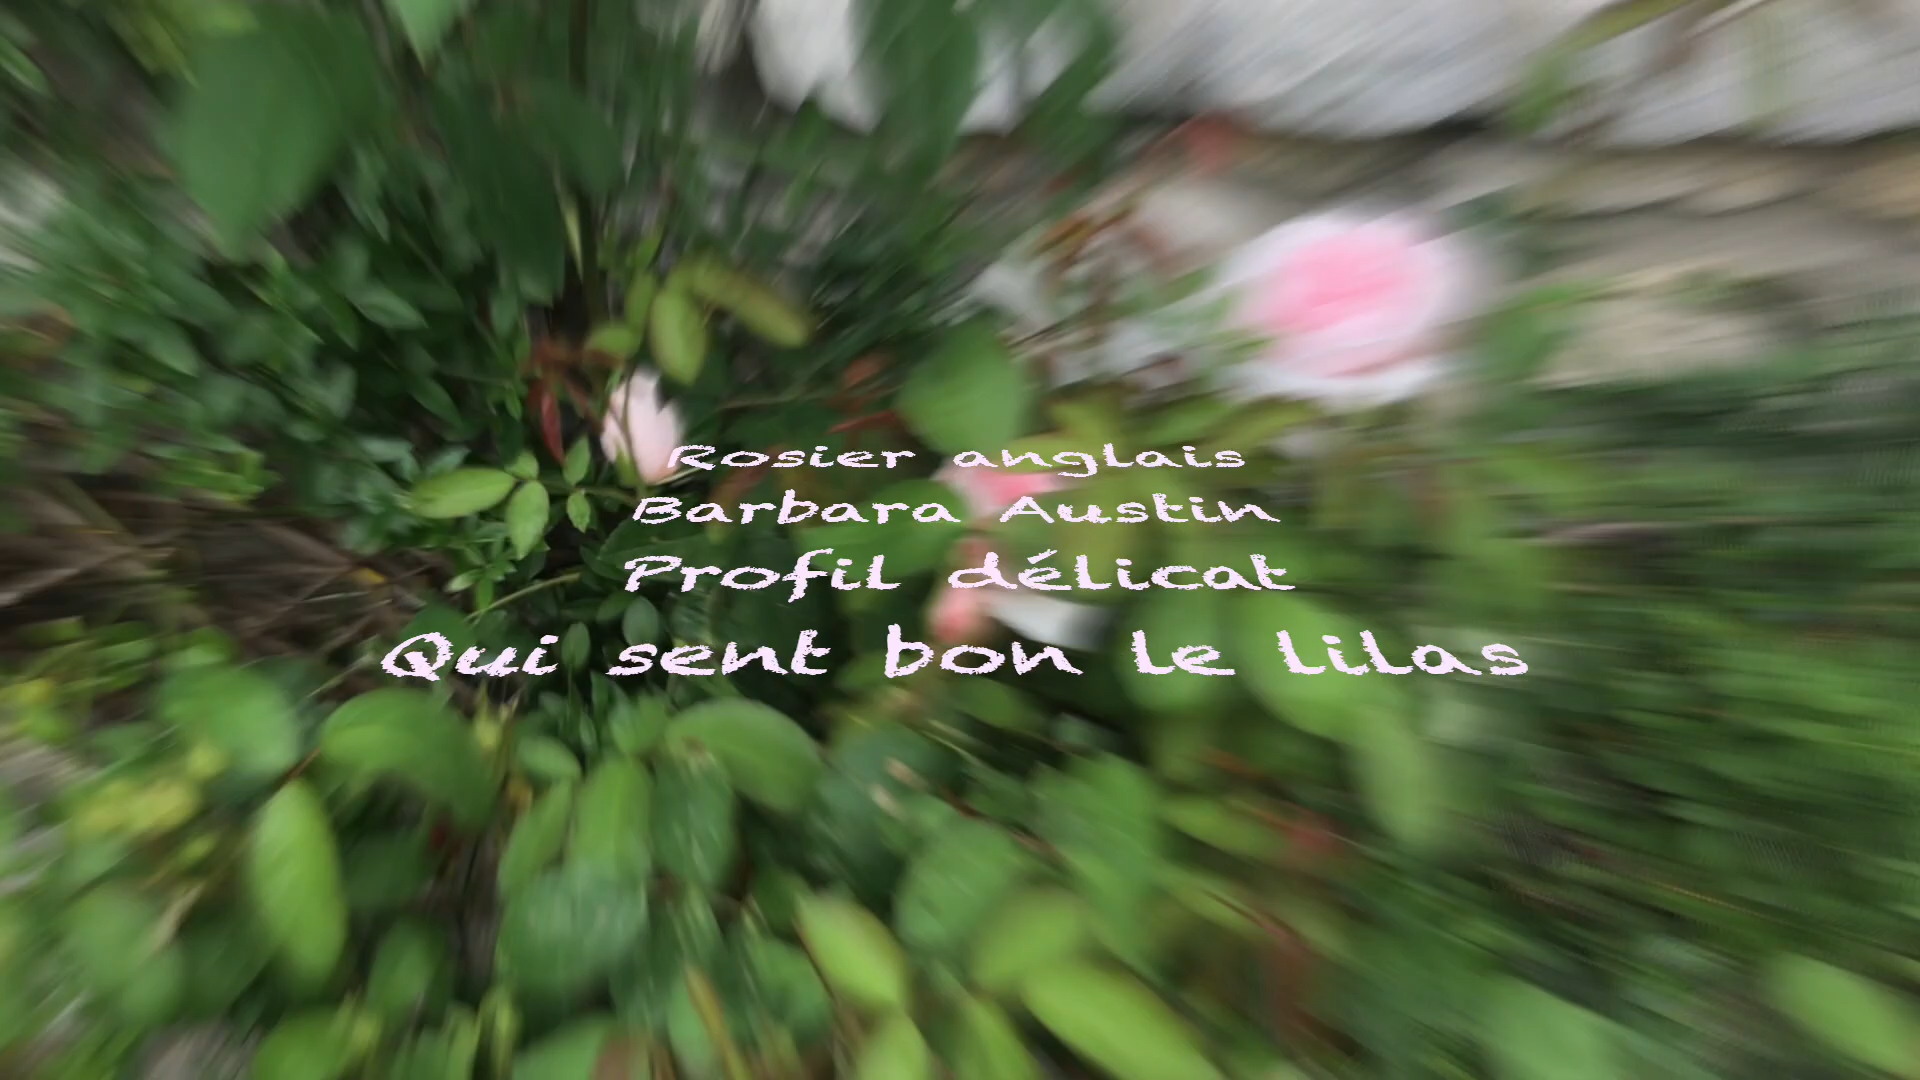 Rosier anglais
Barbara Austin
Profil délicat
Qui sent bon le lilas